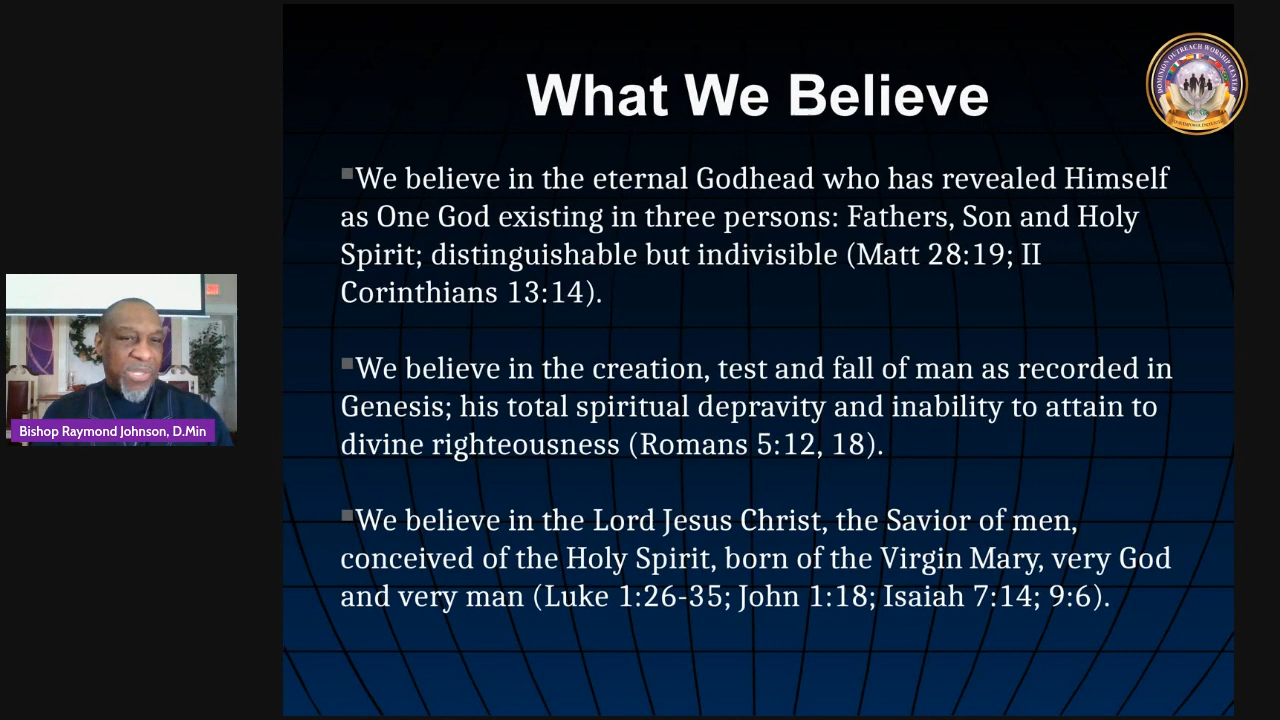 What We Believe
DOMINION OUTREACH WORSHIP CENTER
▪We believe in the eternal Godhead who has revealed Himself
as One God existing in three persons: Fathers, Son and Holy
Spirit; distinguishable but indivisible (Matt 28:19; II
Corinthians 13:14).
▪We believe in the creation, test and fall of man as recorded in
Genesis; his total spiritual depravity and inability to attain to
divine righteousness (Romans 5:12, 18).
▪We believe in the Lord Jesus Christ, the Savior of men,
conceived of the Holy Spirit, born of the Virgin Mary, very God
and very man (Luke 1:26-35; John 1:18; Isaiah 7:14; 9:6).
Bishop Raymond Johnson, D.Min